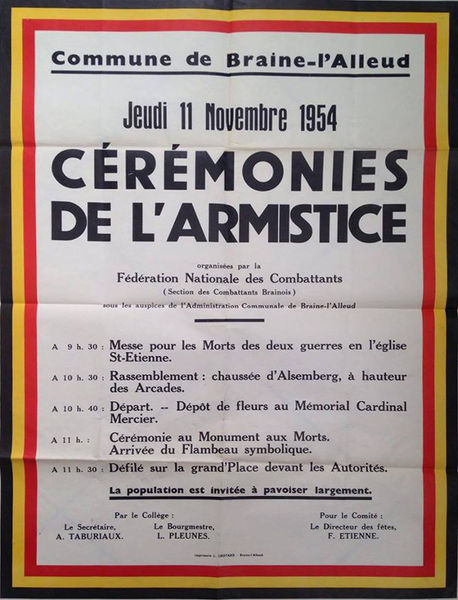 Commune de Braine-l'Alleud
Jeudi 11 Novembre 1954
CÉRÉMONIES
DE L'ARMISTICE
organisées par la
Fédération Nationale des Combattants
(Section des Combattants Brainois)
sous les auspices de l'Administration Communale de Braine-l'Alleud
A 9 h. 30 : Messe pour les Morts des deux guerres en l'église
St-Etienne.
A 10 h. 30 : Rassemblement : chaussée d'Alsemberg, à hauteur
des Arcades.
A 10 h. 40 : Départ. -- Dépôt de fleurs au Mémorial Cardinal
Mercier.
A 11 h. : Cérémonie au Monument aux Morts.
Arrivée du Flambeau symbolique.
A 11 h. 30 : Défilé sur la grand'Place devant les Autorités.
La population est invitée à pavoiser largement.
Par le Collège :
Le Secrétaire, Le Bourgmestre,
A. TABURIAUX. L. PLEUNES.
Pour le Comité :
Le Directeur des fêtes,
F. ETIENNE.
Imprimerie - Braine-l'Alleud